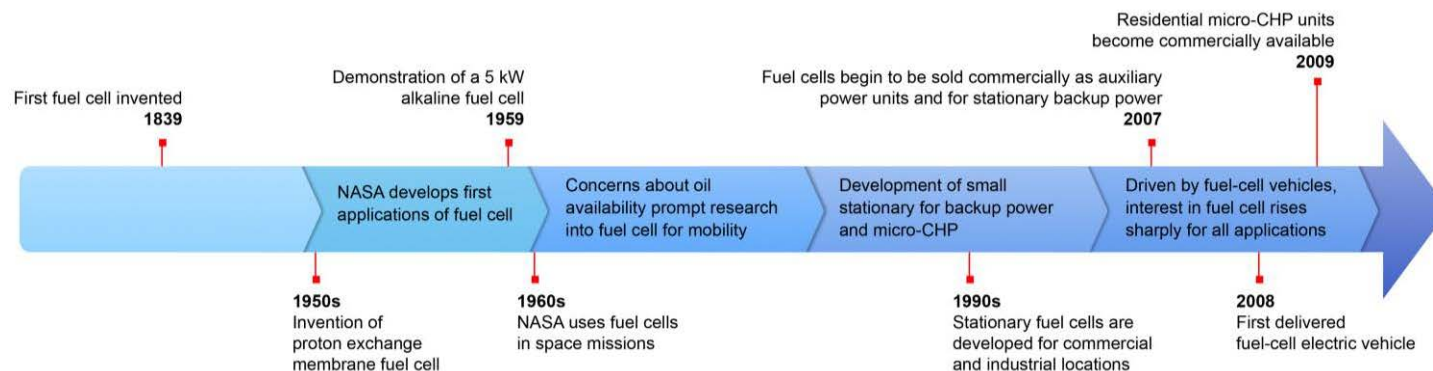 First fuel cell invented
1839
Demonstration of a 5 kW
alkaline fuel cell
1959
Fuel cells begin to be sold commercially as auxiliary
power units and for stationary backup power
2007
Residential micro-CHP units
become commercially available
2009
NASA develops first
applications of fuel cell
Concerns about oil
availability prompt research
into fuel cell for mobility
Development of small
stationary for backup power
and micro-CHP
Driven by fuel-cell vehicles,
interest in fuel cell rises
sharply for all applications
1950s
Invention of
proton exchange
membrane fuel cell
1960s
NASA uses fuel cells
in space missions
1990s
Stationary fuel cells are
developed for commercial
and industrial locations
2008
First delivered
fuel-cell electric vehicle